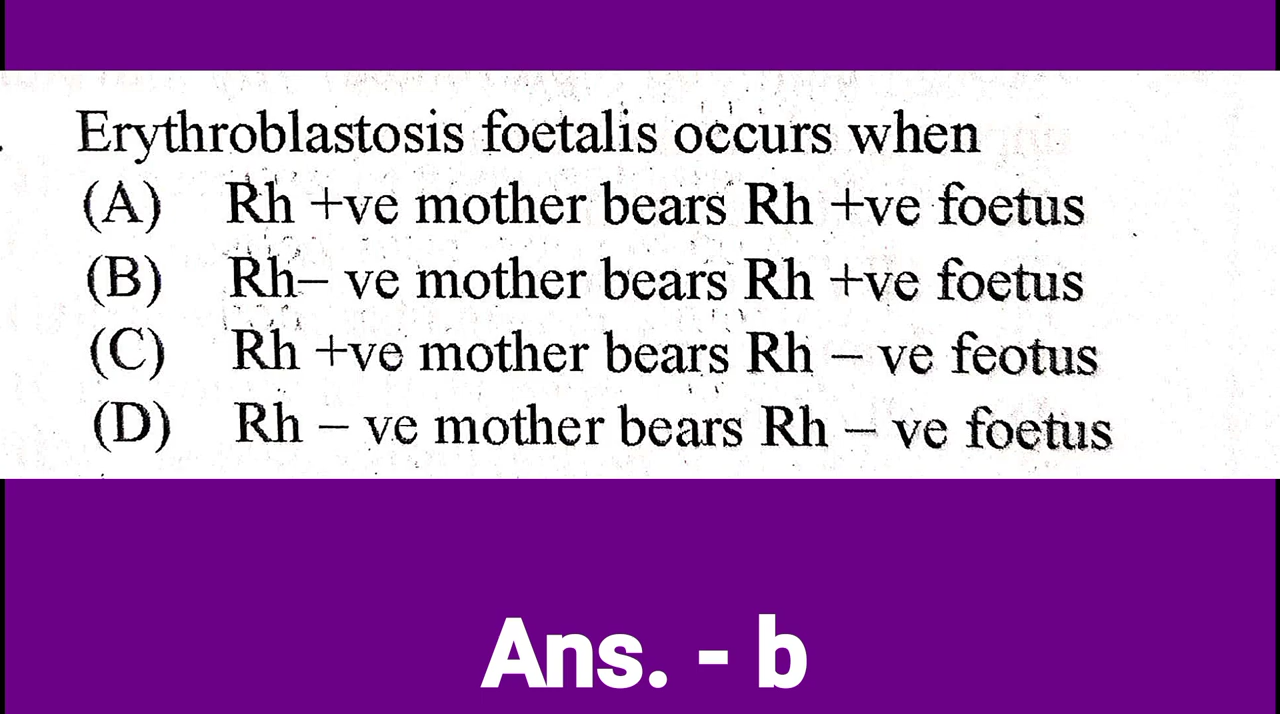 Erythroblastosis foetalis occurs when
(A) Rh +ve mother bears Rh +ve foetus
(B) Rh– ve mother bears Rh +ve foetus
(C) Rh +ve mother bears Rh – ve feotus
(D) Rh – ve mother bears Rh – ve foetus
Ans. - b